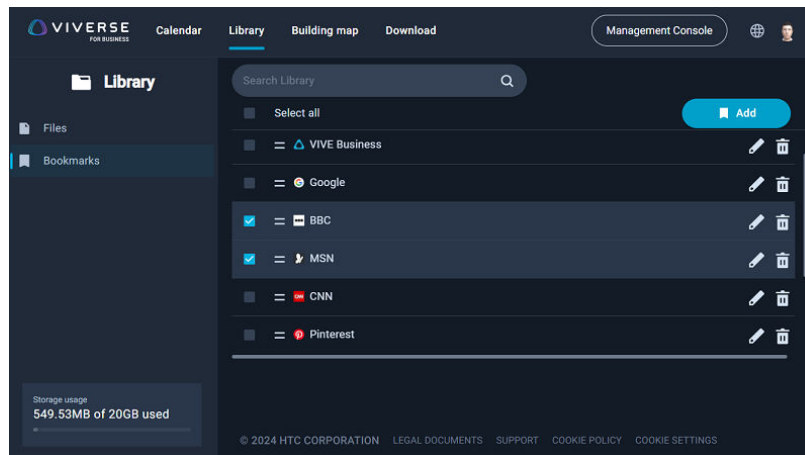 VIVERSE
FOR BUSINESS
Calendar
Library
Building map
Download
Management Console
Library
Files
Bookmarks
Storage usage
549.53MB of 20GB used
Search Library
Select all
Add
VIVE Business
Google
BBC
MSN
CNN
Pinterest
© 2024 HTC CORPORATION LEGAL DOCUMENTS SUPPORT COOKIE POLICY COOKIE SETTINGS